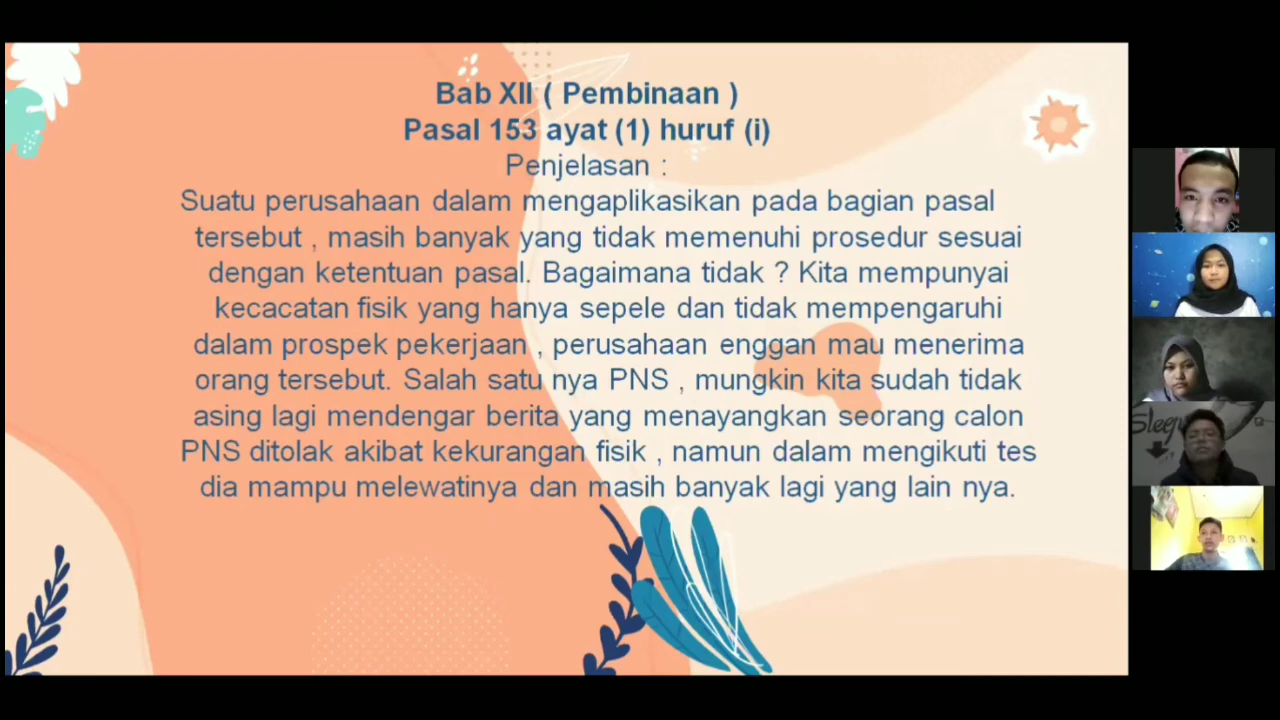 Bab XII ( Pembinaan )
Pasal 153 ayat (1) huruf (i)
Penjelasan :
Suatu perusahaan dalam mengaplikasikan pada bagian pasal
tersebut , masih banyak yang tidak memenuhi prosedur sesuai
dengan ketentuan pasal. Bagaimana tidak ? Kita mempunyai
kecacatan fisik yang hanya sepele dan tidak mempengaruhi
dalam prospek pekerjaan , perusahaan enggan mau menerima
orang tersebut. Salah satu nya PNS , mungkin kita sudah tidak
asing lagi mendengar berita yang menayangkan seorang calon
PNS ditolak akibat kekurangan fisik , namun dalam mengikuti tes
dia mampu melewatinya dan masih banyak lagi yang lain nya.